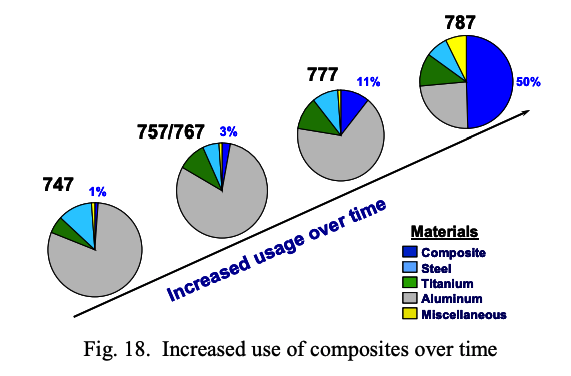 787
50%
777
11%
757/767
3%
747
1%
Increased usage over time
Materials
Composite
Steel
Titanium
Aluminum
Miscellaneous
Fig. 18. Increased use of composites over time